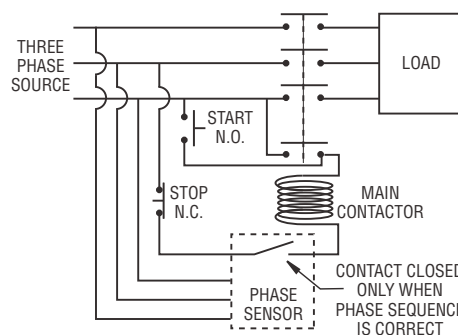 THREE
PHASE
SOURCE
LOAD
START
N.O.
STOP
N.C.
MAIN
CONTACTOR
PHASE
SENSOR
CONTACT CLOSED
ONLY WHEN
PHASE SEQUENCE
IS CORRECT